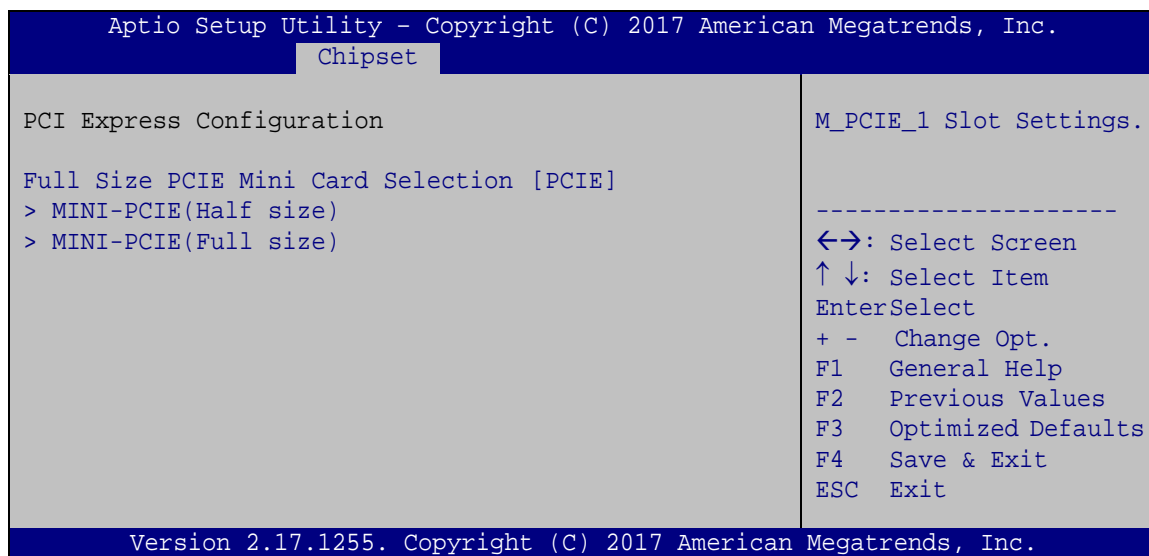 Aptio Setup Utility – Copyright (C) 2017 American Megatrends, Inc.
Chipset
PCI Express Configuration
Full Size PCIE Mini Card Selection [PCIE]
> MINI-PCIE(Half size)
> MINI-PCIE(Full size)
M_PCIE_1 Slot Settings.
---------------------
←→: Select Screen
↑ ↓: Select Item
EnterSelect
+ - Change Opt.
F1 General Help
F2 Previous Values
F3 Optimized Defaults
F4 Save & Exit
ESC Exit
Version 2.17.1255. Copyright (C) 2017 American Megatrends, Inc.